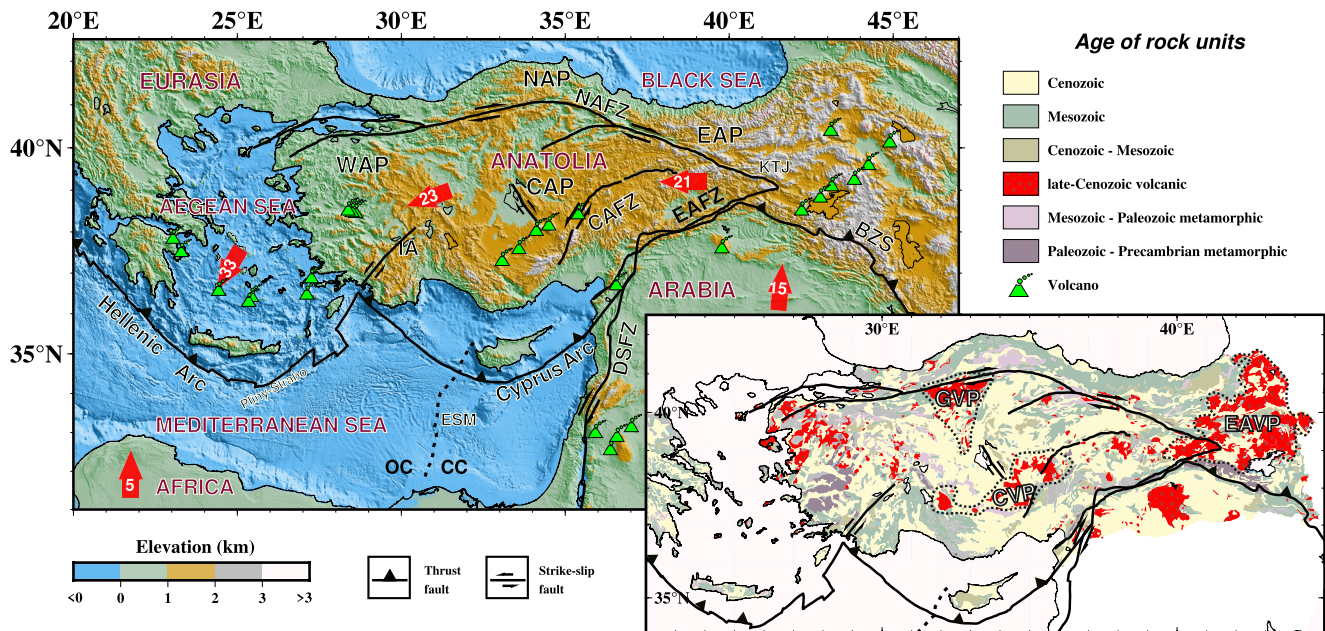 20°E 25°E 30°E 35°E 40°E 45°E
Age of rock units
EURASIA
NAP
BLACK SEA
Cenozoic
NAFZ
Mesozoic
EAP
40°N
WAP
ANATOLIA
KTJ
Cenozoic - Mesozoic
CAP
21
23
late-Cenozoic volcanic
AEGEAN SEA
CAFZ
EAFZ
Mesozoic - Paleozoic metamorphic
BZS
IA
Paleozoic - Precambrian metamorphic
33
ARABIA
15
Volcano
Hellenic
Arc
35°N
DSFZ
Cyprus Arc
Pliny-Strabo
ESM
MEDITERRANEAN SEA
OC CC
5
AFRICA
30°E 40°E
GVP
40°N 40°N
EAVP
CVP
35°N 35°N
Elevation (km)
<0 0 1 2 3 >3
Thrust
fault
Strike-slip
fault